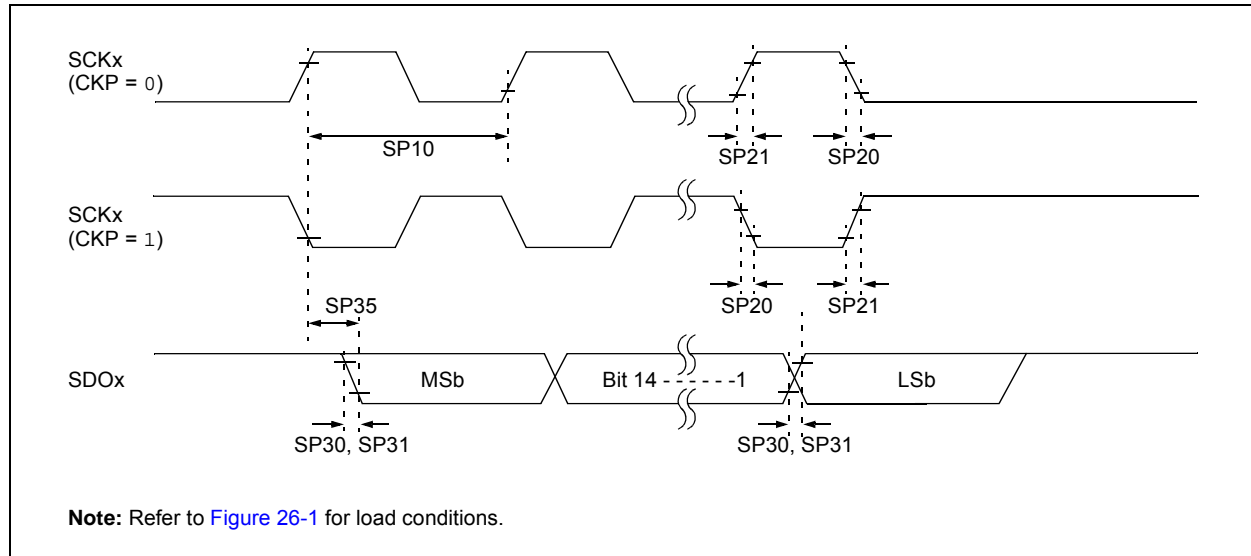 SCKx
(CKP = 0)
SP10
SP21
SP20
SCKx
(CKP = 1)
SP35
SP20
SP21
SDOx
MSb
Bit 14 - - - - - -1
LSb
SP30, SP31
SP30, SP31
Note: Refer to Figure 26-1 for load conditions.